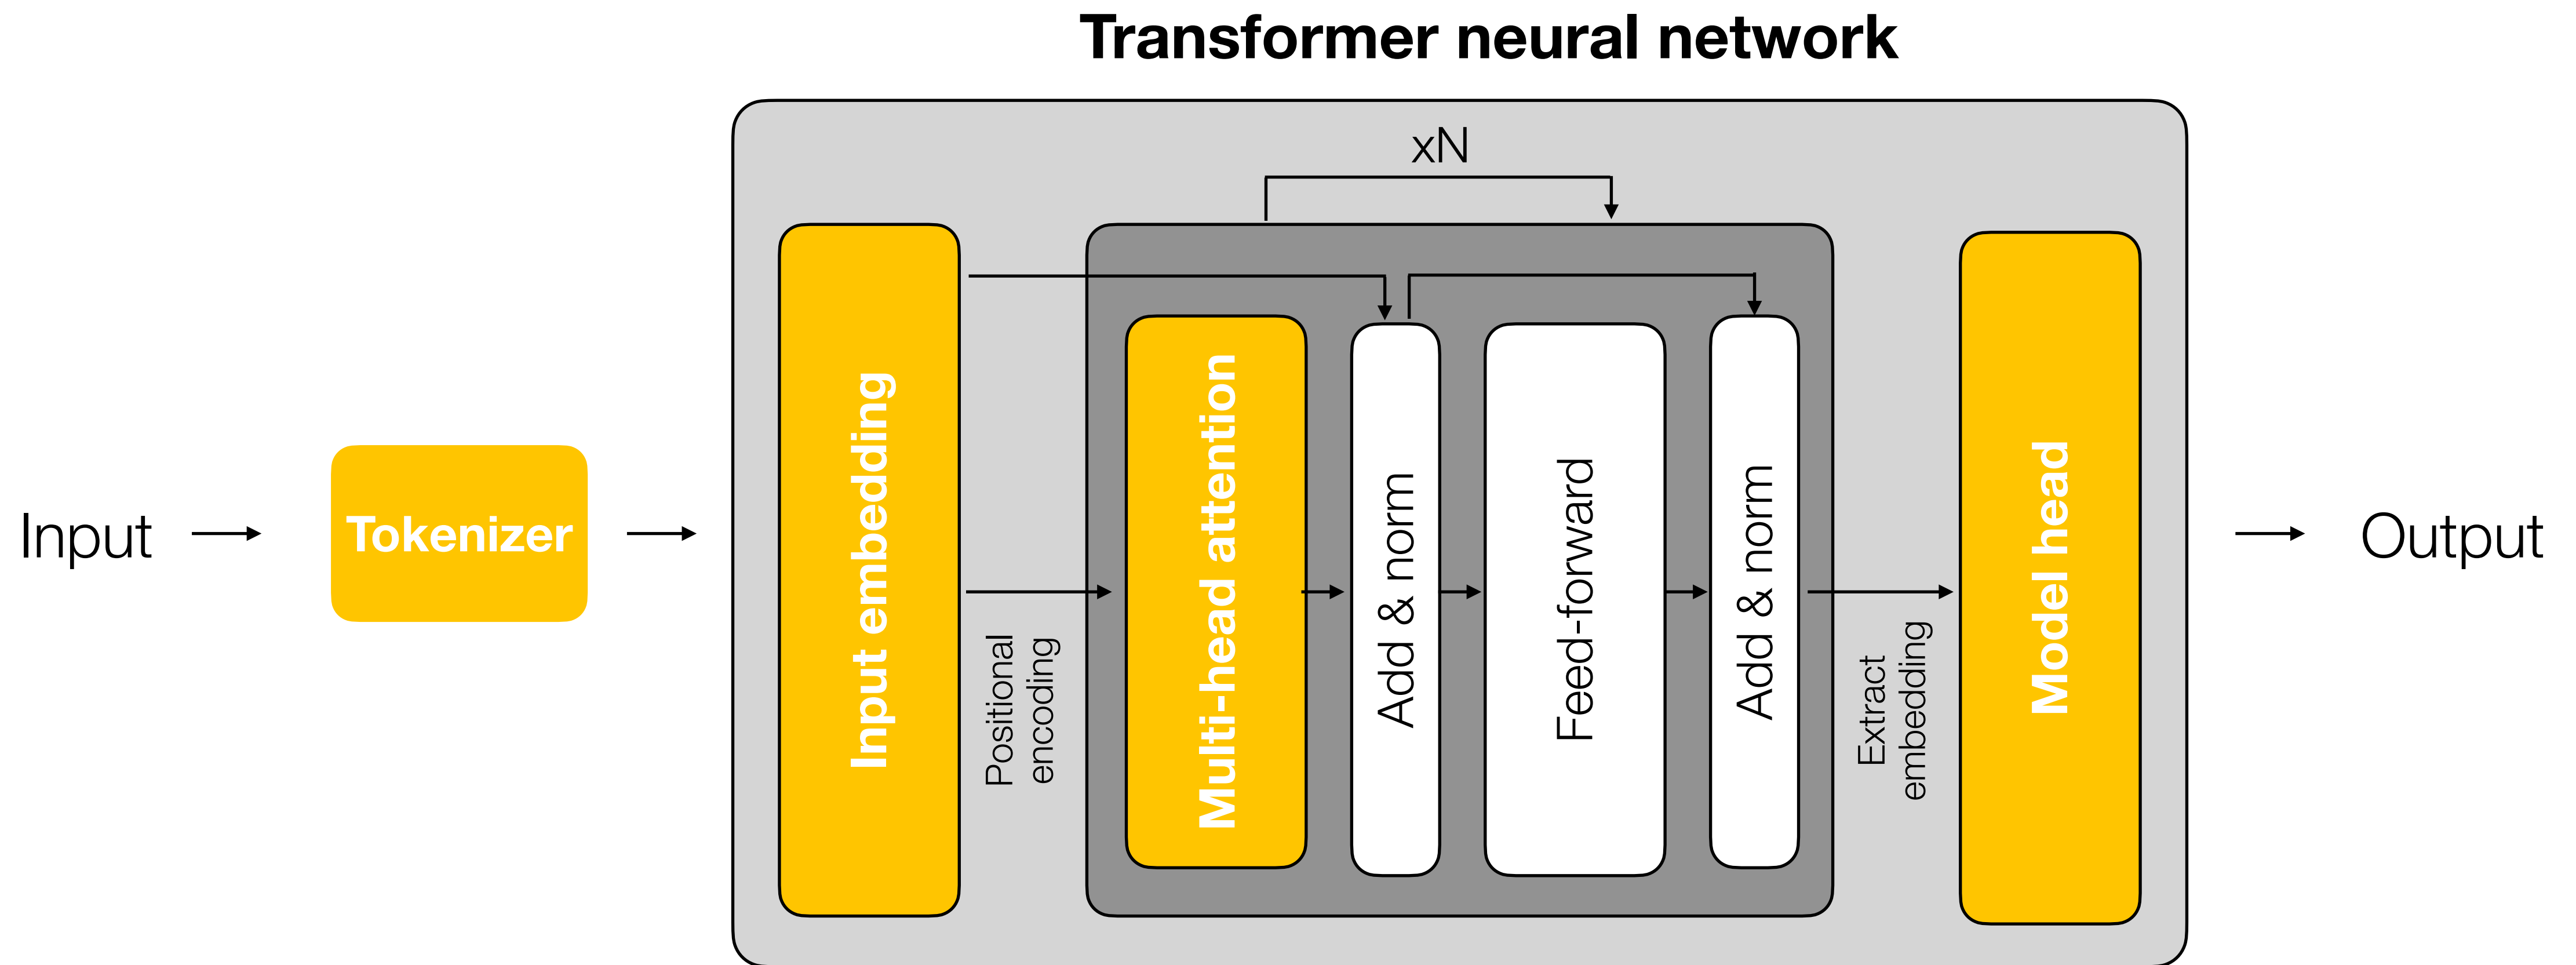 Transformer neural network
xN
Input
Tokenizer
Input embedding
Positional
encoding
Multi-head attention
Add & norm
Feed-forward
Add & norm
Extract
embedding
Model head
Output